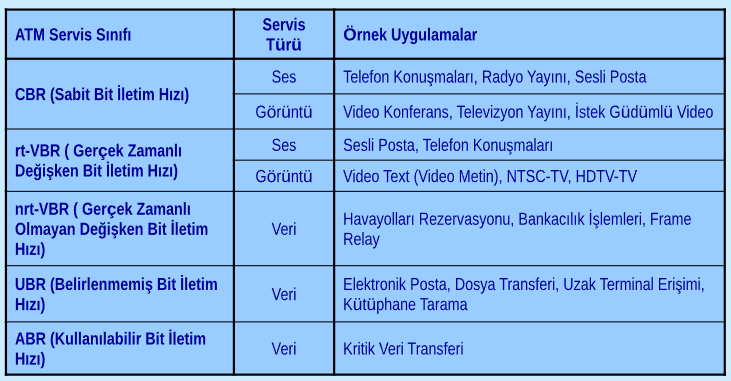 ATM Servis Sınıfı
Servis
Türü
Örnek Uygulamalar
CBR (Sabit Bit İletim Hızı)
Ses
Telefon Konuşmaları, Radyo Yayını, Sesli Posta
Görüntü
Video Konferans, Televizyon Yayını, İstek Güdümlü Video
rt-VBR ( Gerçek Zamanlı
Değişken Bit İletim Hızı)
Ses
Sesli Posta, Telefon Konuşmaları
Görüntü
Video Text (Video Metin), NTSC-TV, HDTV-TV
nrt-VBR ( Gerçek Zamanlı
Olmayan Değişken Bit İletim
Hızı)
Veri
Havayolları Rezervasyonu, Bankacılık İşlemleri, Frame
Relay
UBR (Belirlenmemiş Bit İletim
Hızı)
Veri
Elektronik Posta, Dosya Transferi, Uzak Terminal Erişimi,
Kütüphane Tarama
ABR (Kullanılabilir Bit İletim
Hızı)
Veri
Kritik Veri Transferi